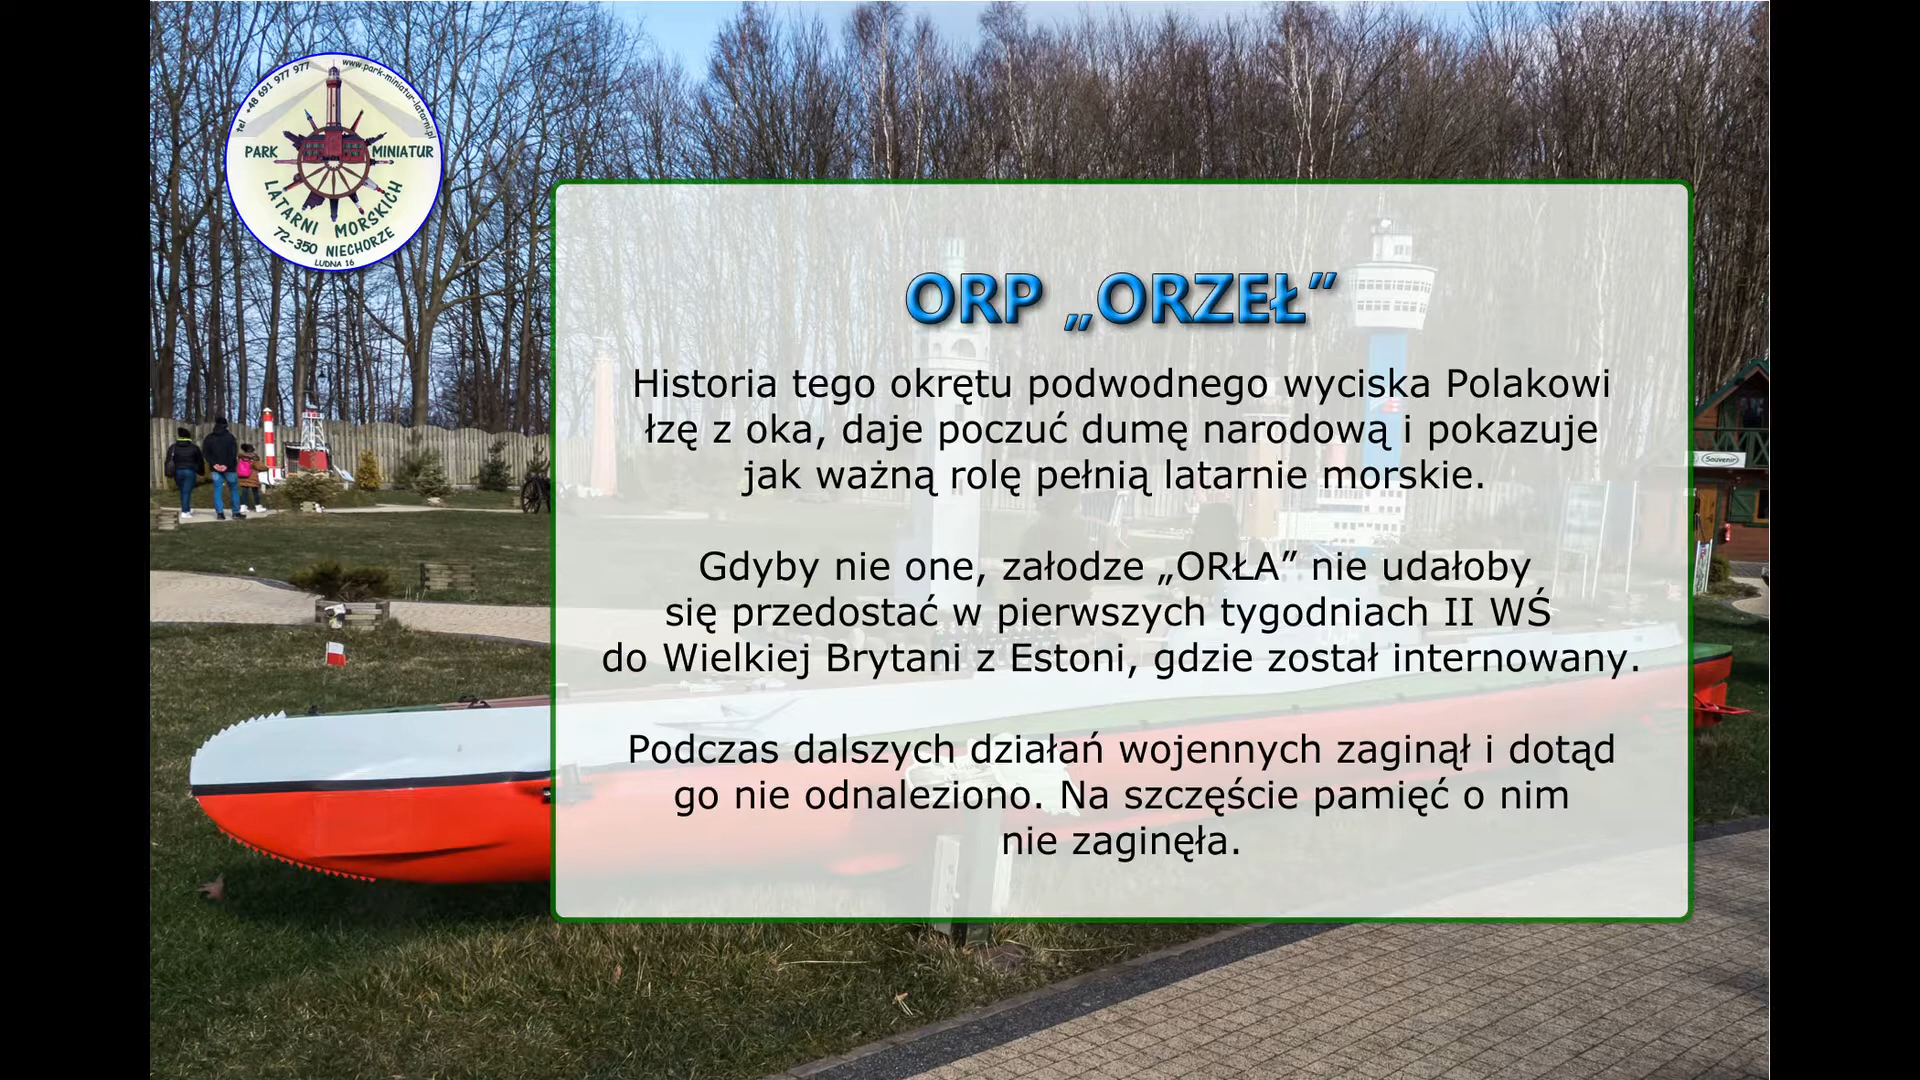 tel +48 691 977 977 www.park-miniatur-latarni.pl
PARK MINIATUR
LATARNI MORSKICH
72-350 NIECHORZE
LUDNA 16
ORP „ORZEŁ”
Historia tego okrętu podwodnego wyciska Polakowi
łzę z oka, daje poczuć dumę narodową i pokazuje
jak ważną rolę pełnią latarnie morskie.
Gdyby nie one, załodze „ORŁA” nie udałoby
się przedostać w pierwszych tygodniach II WŚ
do Wielkiej Brytani z Estoni, gdzie został internowany.
Podczas dalszych działań wojennych zaginął i dotąd
go nie odnaleziono. Na szczęście pamięć o nim
nie zaginęła.
Souvenir